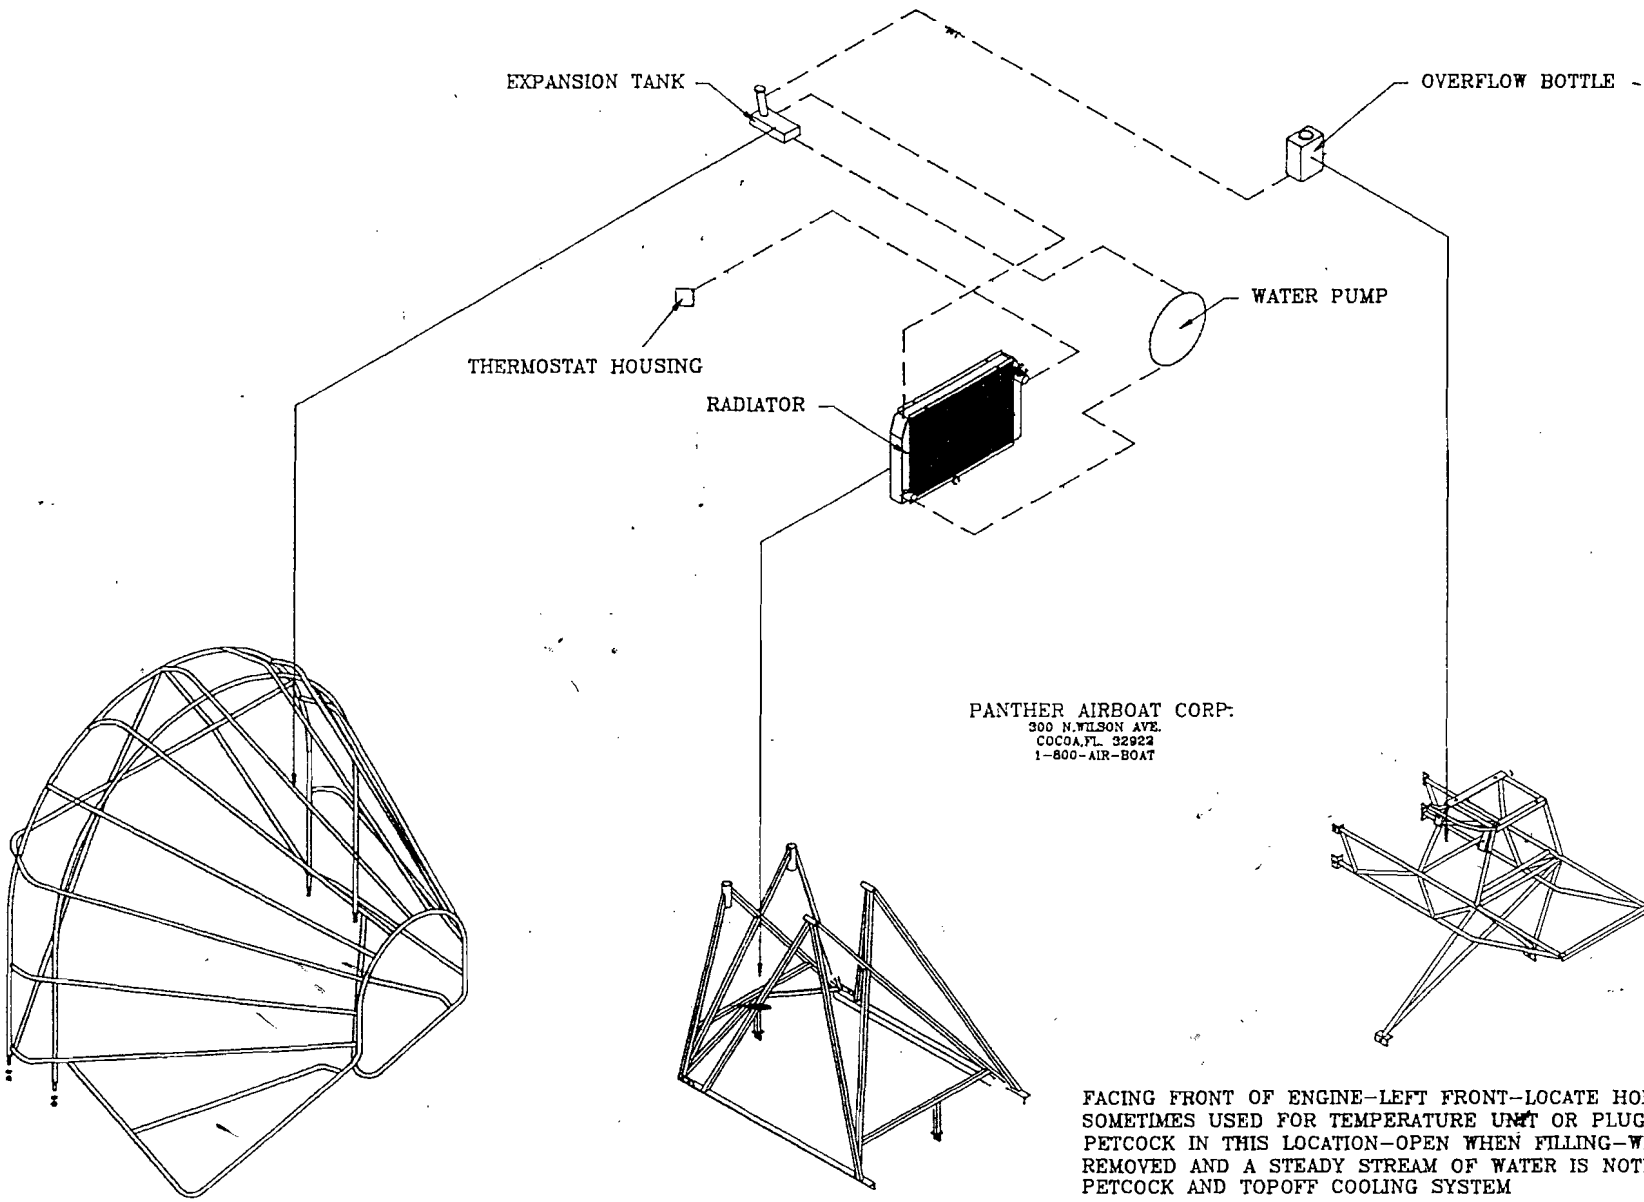 EXPANSION TANK
OVERFLOW BOTTLE
WATER PUMP
THERMOSTAT HOUSING
RADIATOR
PANTHER AIRBOAT CORP.
300 N.WILSON AVE.
COCOA,FL. 32922
1-800-AIR-BOAT
FACING FRONT OF ENGINE-LEFT FRONT-LOCATE
SOMETIMES USED FOR TEMPERATURE UNIT OR PLUG
PETCOCK IN THIS LOCATION-OPEN WHEN FILLING-
REMOVED AND A STEADY STREAM OF WATER IS
PETCOCK AND TOPOFF COOLING SYSTEM